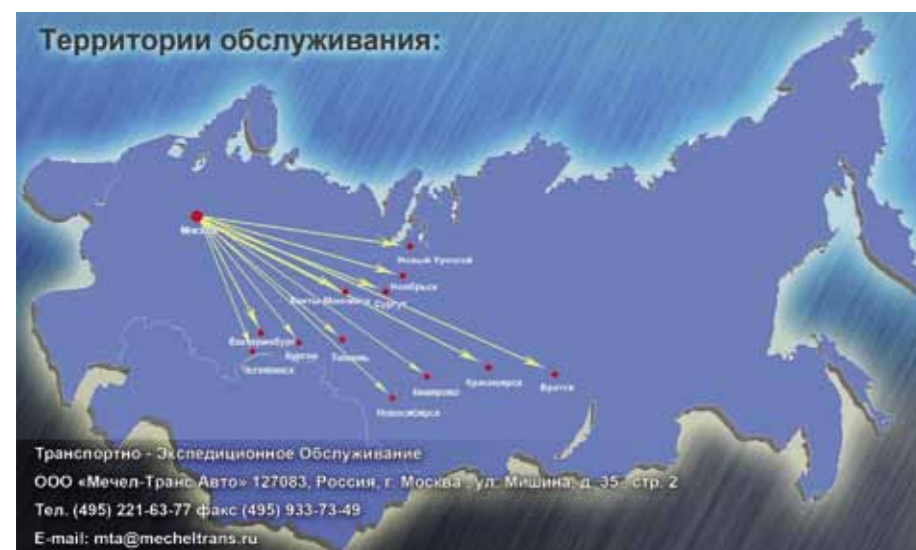 Территории обслуживания:
Москва
Новый Уренгой
Ноябрьск
Ханты-Мансийск
Сургут
Екатеринбург
Курган
Тюмень
Челябинск
Красноярск
Кемерово
Братск
Новосибирск
Транспортно - Экспедиционное Обслуживание
ООО «Мечел-Транс Авто» 127083, Россия, г. Москва , ул. Мишина, д. 35 , стр. 2
Тел. (495) 221-63-77 факс (495) 933-73-49
E-mail: mta@mecheltrans.ru